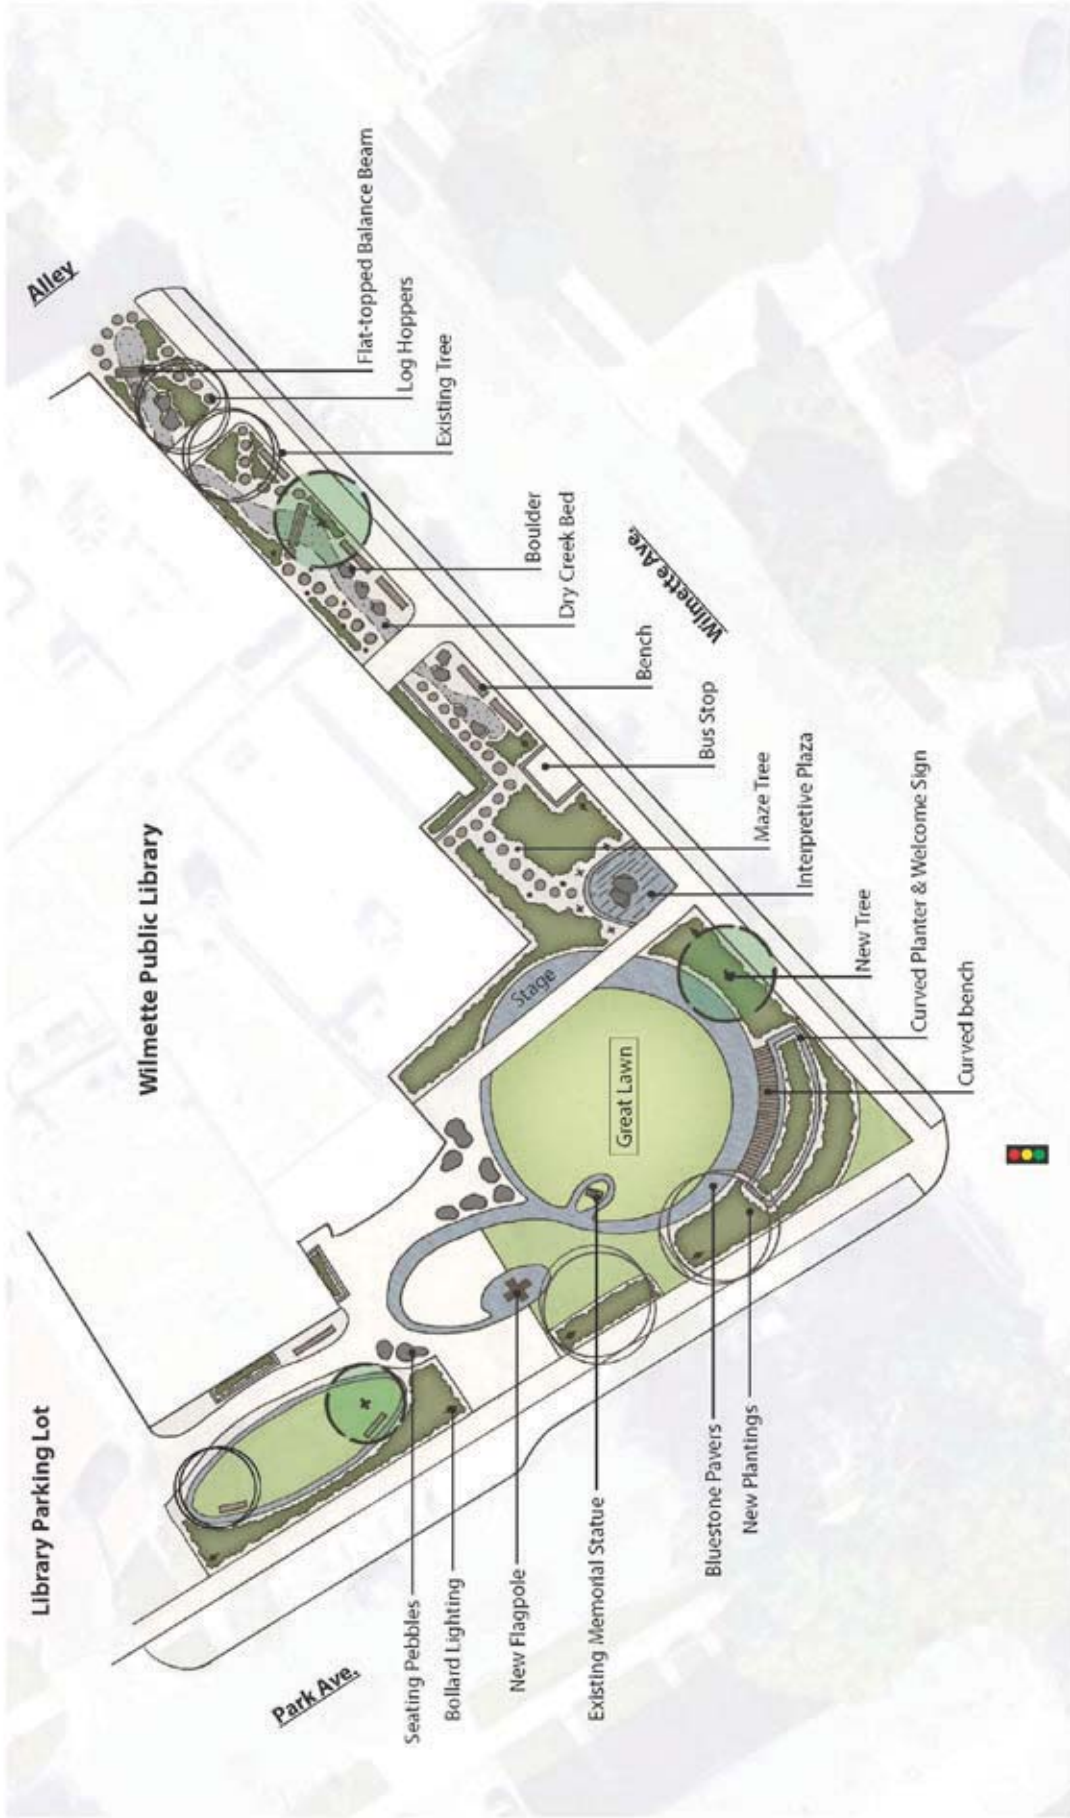 Library Parking Lot
Wilmette Public Library
Alley
Park Ave.
Wilmette Ave.
Seating Pebbles
Bollard Lighting
New Flagpole
Existing Memorial Statue
Bluestone Pavers
New Plantings
Stage
Great Lawn
Flat-topped Balance Beam
Log Hoppers
Existing Tree
Boulder
Dry Creek Bed
Bench
Bus Stop
Maze Tree
Interpretive Plaza
New Tree
Curved Planter & Welcome Sign
Curved bench